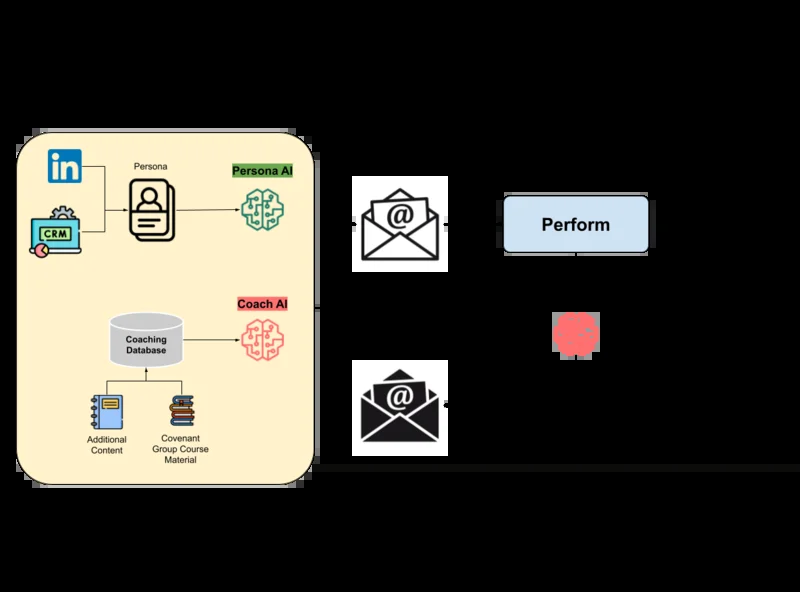 in
Persona
Persona AI
CRM
@
Perform
Coach AI
Coaching
Database
@
Additional
Content
Covenant
Group Course
Material